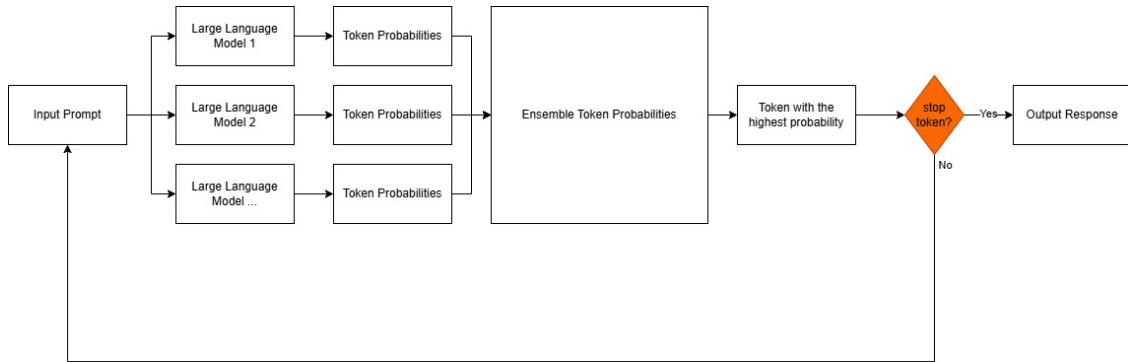 Large Language
Model 1
Token Probabilities
Input Prompt
Large Language
Model 2
Token Probabilities
Ensemble Token Probabilities
Token with the
highest probability
stop
token?
Yes
Output Response
No
Large Language
Model ...
Token Probabilities